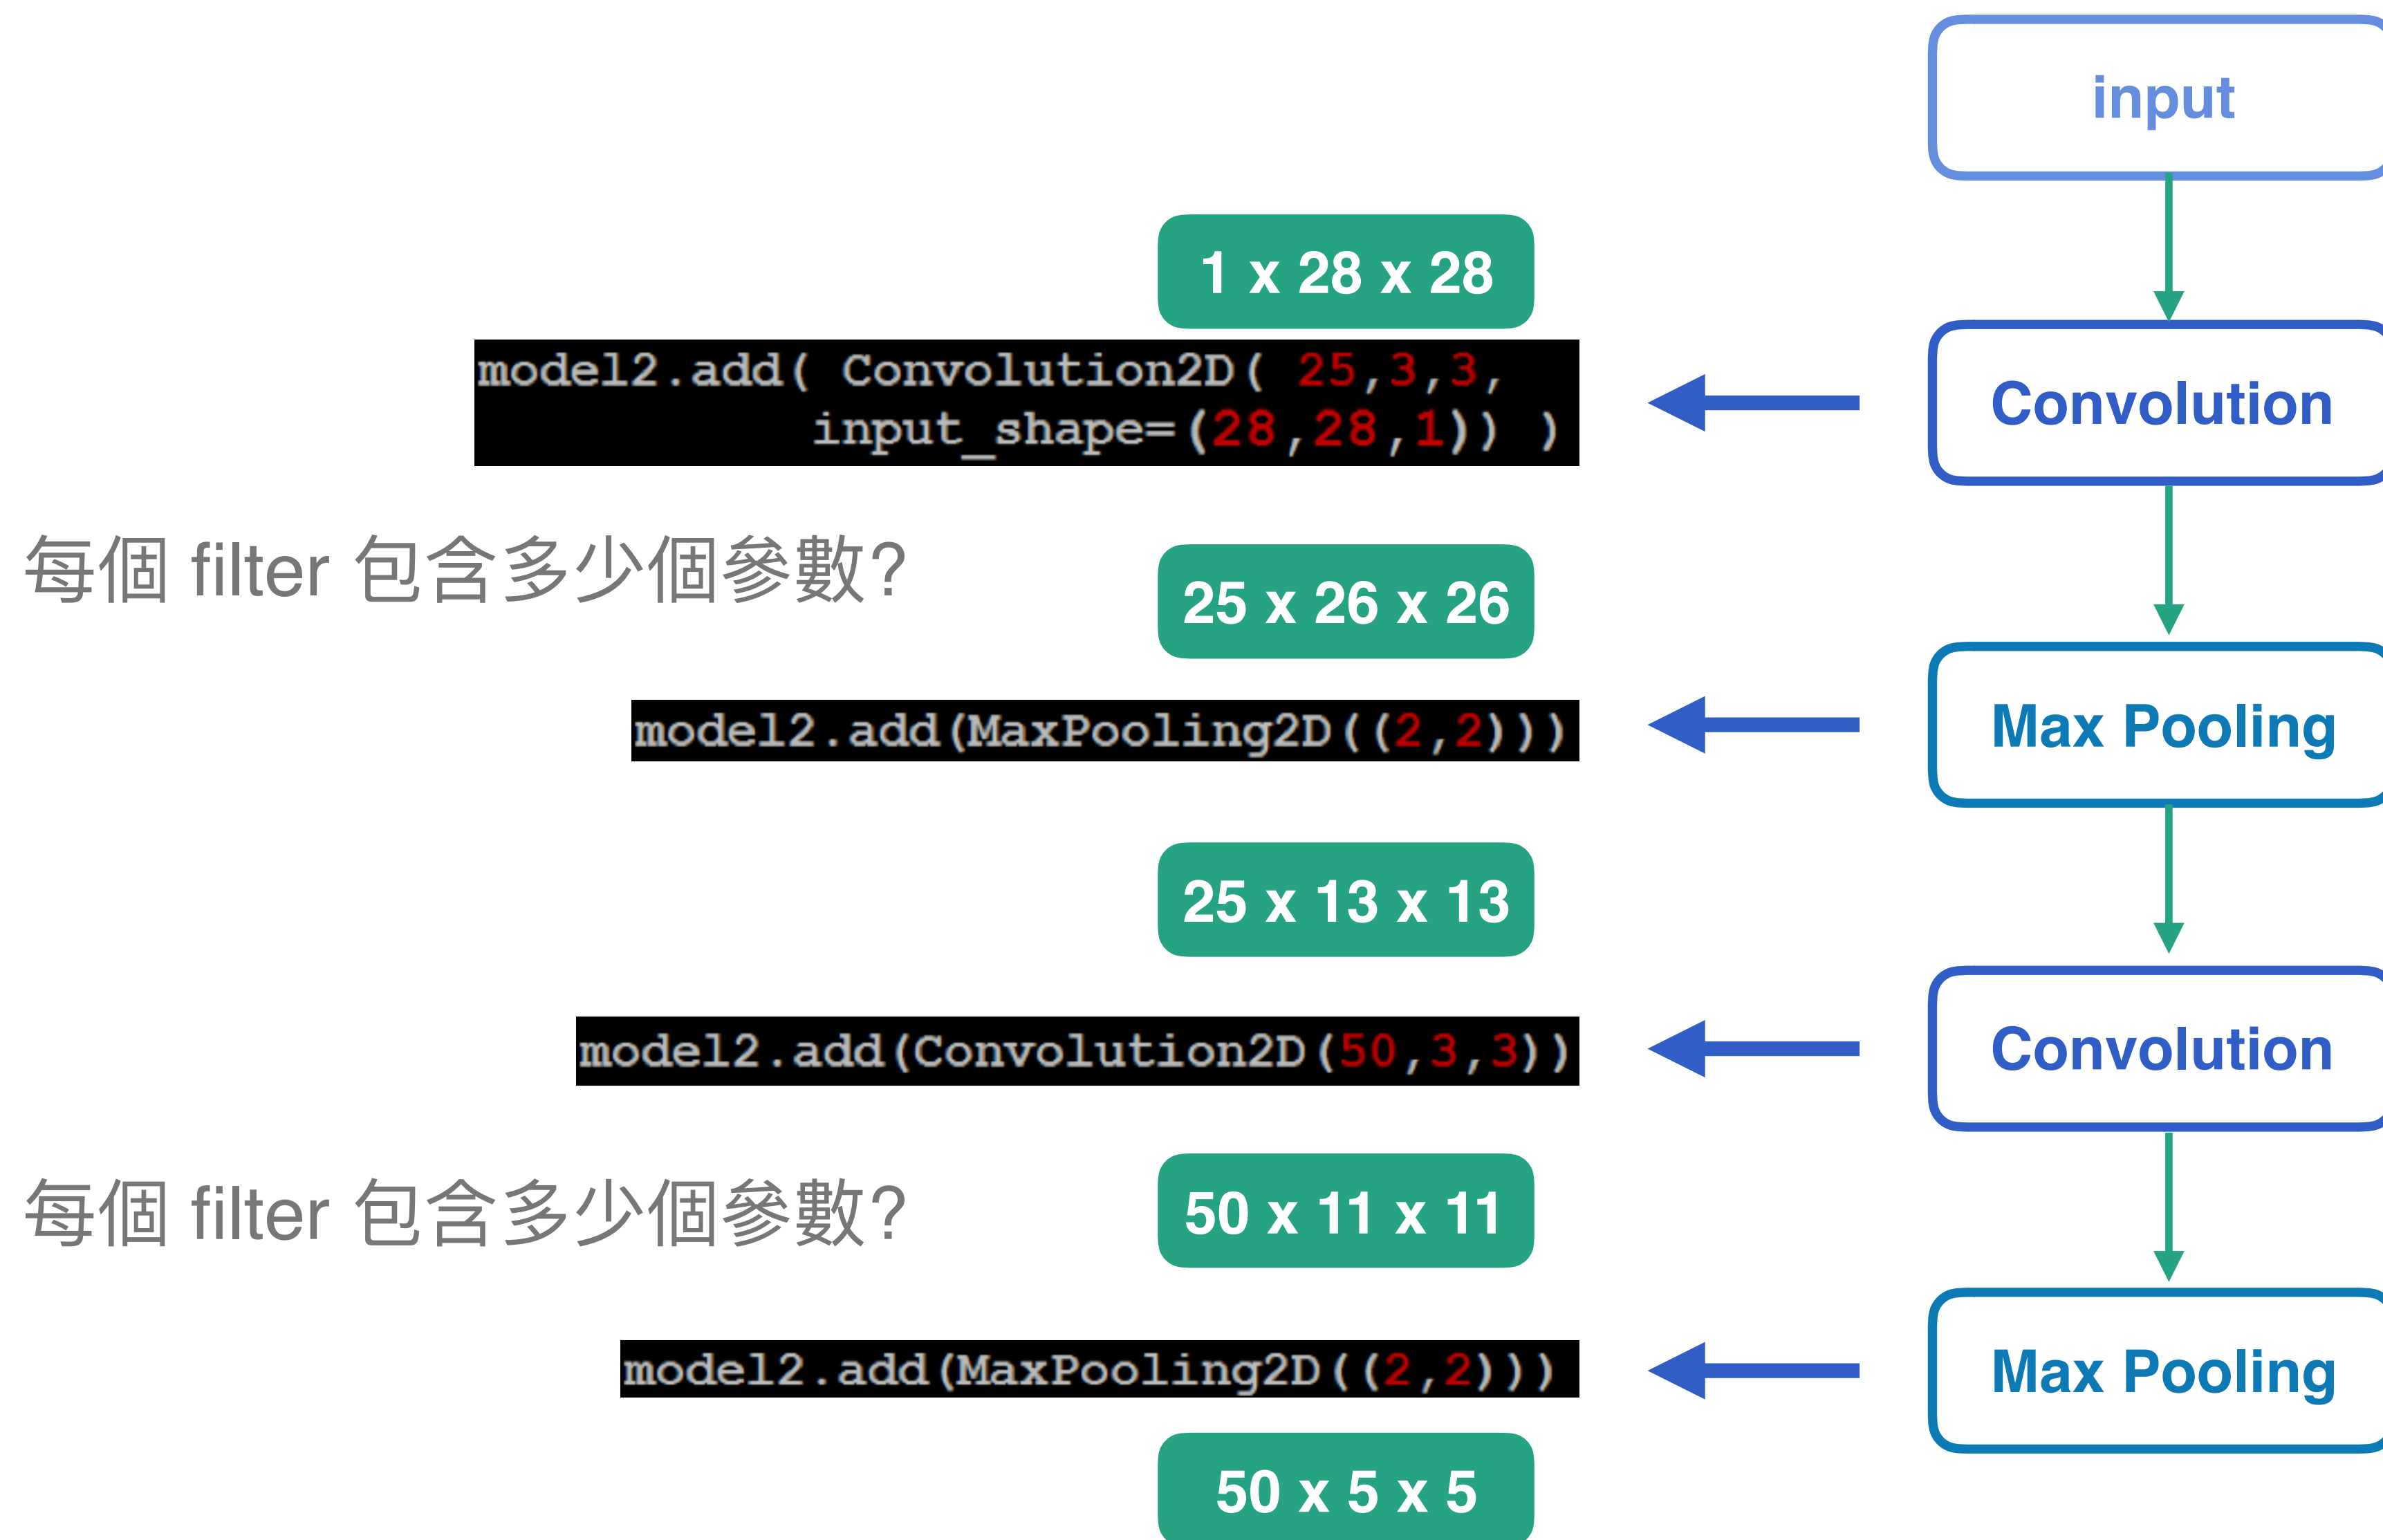 input
1 x 28 x 28
model2.add( Convolution2D( 25,3,3,
input_shape=(28,28,1)) )
Convolution
每個 filter 包含多少個參數?
25 x 26 x 26
model2.add(MaxPooling2D((2,2)))
Max Pooling
25 x 13 x 13
model2.add(Convolution2D(50,3,3))
Convolution
每個 filter 包含多少個參數?
50 x 11 x 11
model2.add(MaxPooling2D((2,2)))
Max Pooling
50 x 5 x 5